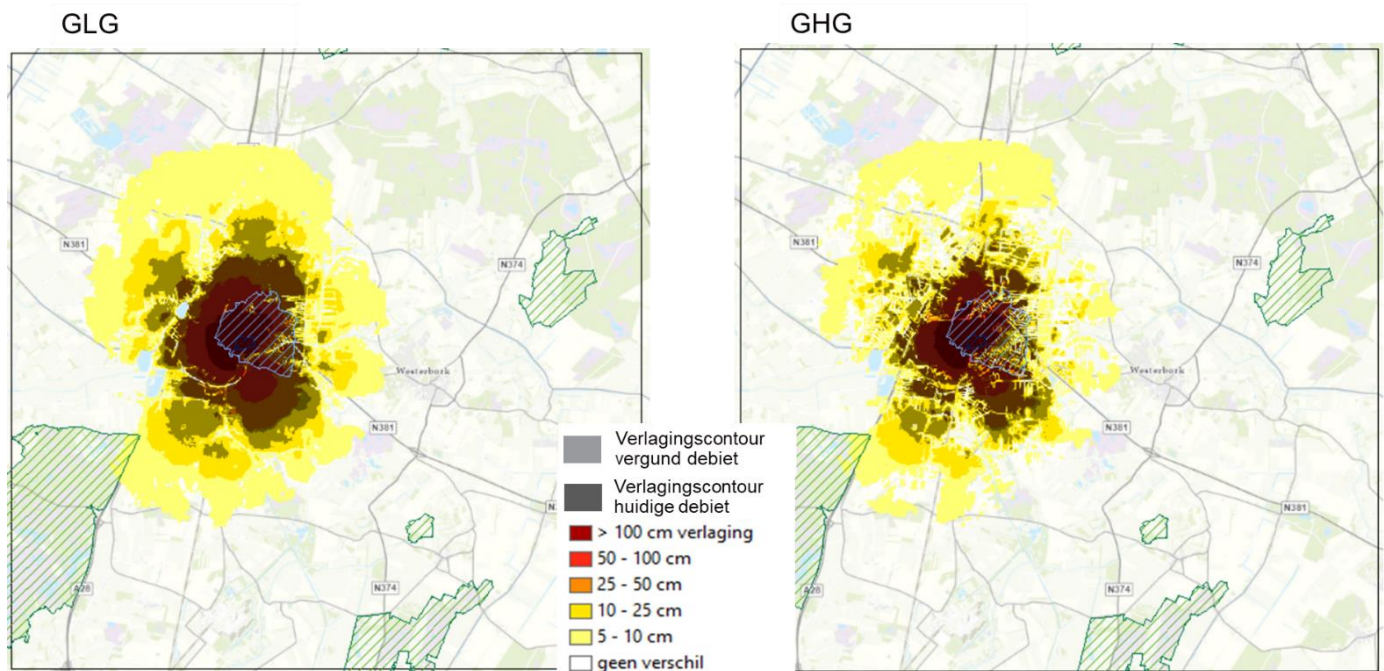 GLG
GHG
N381
N374
Westerbork
N381
A28
N374
N381
N374
Westerbork
N381
N381
A28
N374
Verlagingscontour
vergund debiet
Verlagingscontour
huidige debiet
> 100 cm verlaging
50 - 100 cm
25 - 50 cm
10 - 25 cm
5 - 10 cm
geen verschil